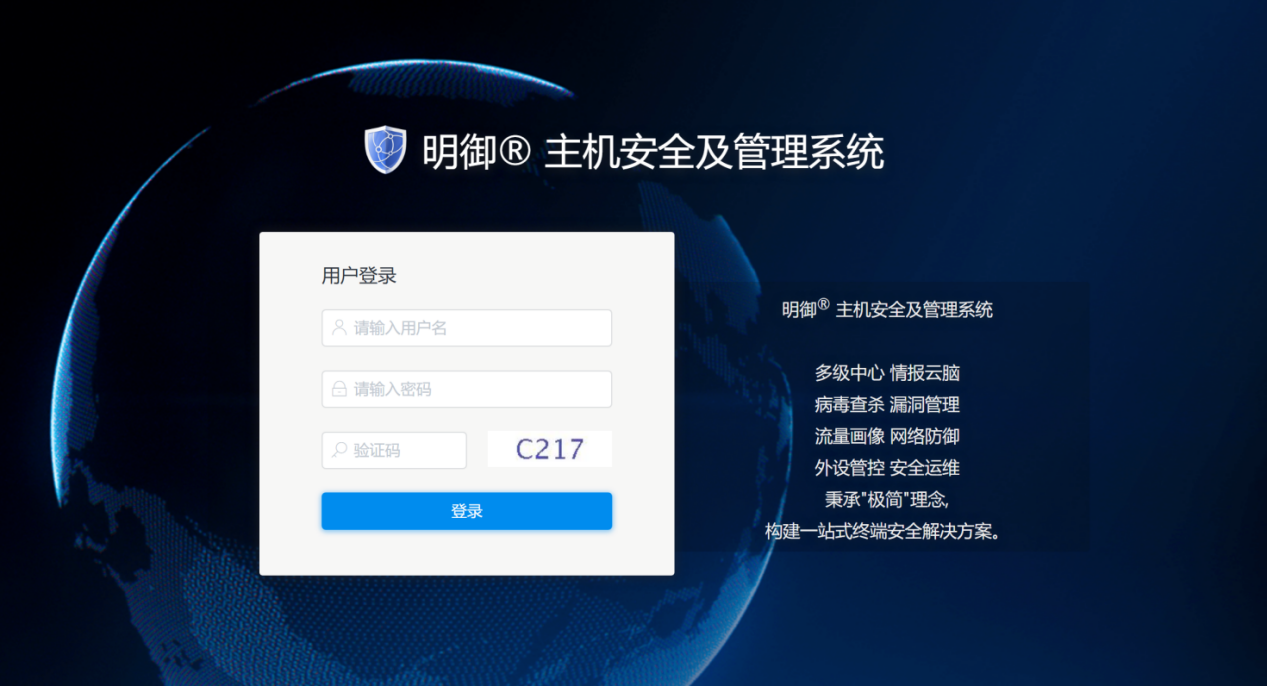 明御® 主机安全及管理系统
用户登录
请输入用户名
请输入密码
验证码 C217
登录
明御® 主机安全及管理系统
多级中心 情报云脑
病毒查杀 漏洞管理
流量画像 网络防御
外设管控 安全运维
秉承"极简"理念,
构建一站式终端安全解决方案。